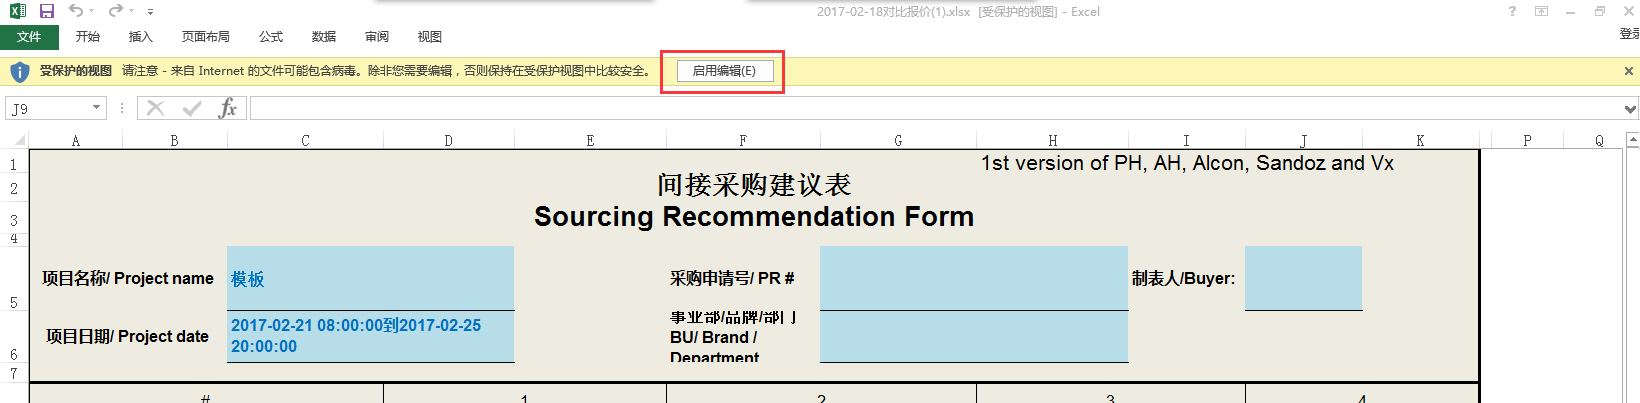 2017-02-18对比报价(1).xlsx [受保护的视图] - Excel
文件 开始 插入 页面布局 公式 数据 审阅 视图 登录
受保护的视图 请注意 - 来自 Internet 的文件可能包含病毒。除非您需要编辑，否则保持在受保护视图中比较安全。 启用编辑(E)
J9 fx
A B C D E F G H I J K P Q
1 1st version of PH, AH, Alcon, Sandoz and Vx
2 间接采购建议表
3 Sourcing Recommendation Form
4
项目名称/ Project name 模板 采购申请号/ PR # 制表人/Buyer:
5
事业部/品牌/部门
项目日期/ Project date 2017-02-21 08:00:00到2017-02-25 20:00:00 BU/ Brand /
6 Department
7
# 1 2 3 4